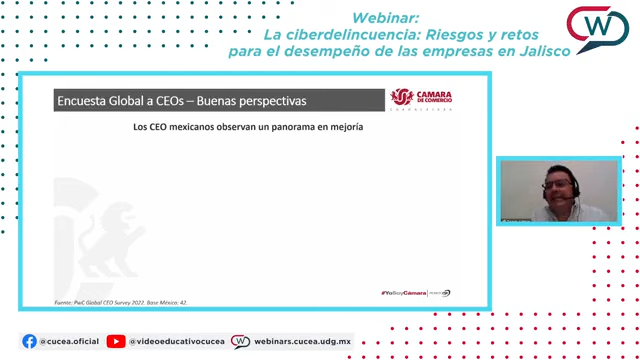 Webinar:
La ciberdelincuencia: Riesgos y retos
para el desempeño de las empresas en Jalisco
W
Encuesta Global a CEOs – Buenas perspectivas
CÁMARA
DE COMERCIO
GUADALAJARA
Los CEO mexicanos observan un panorama en mejoría
#YoSoyCámara
Fuente: PwC Global CEO Survey 2022. Base México: 42.
@cucea.oficial
@videoeducativocucea
W
webinars.cucea.udg.mx